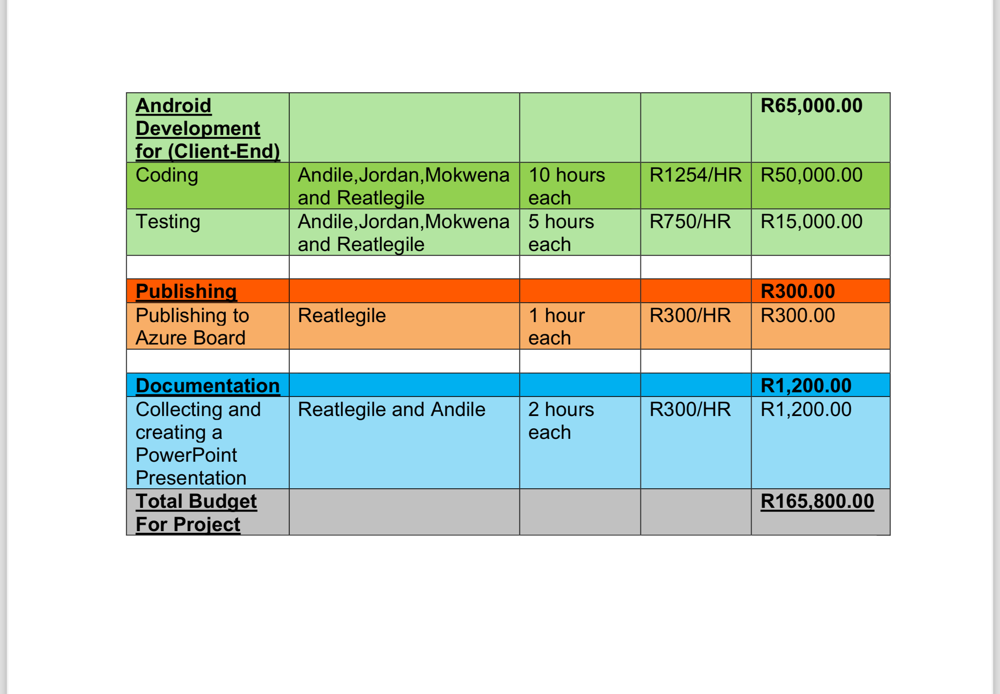 Android
Development
for (Client-End)
R65,000.00
Coding
Andile,Jordan,Mokwena
and Reatlegile
10 hours
each
R1254/HR
R50,000.00
Testing
Andile,Jordan,Mokwena
and Reatlegile
5 hours
each
R750/HR
R15,000.00
Publishing
R300.00
Publishing to
Azure Board
Reatlegile
1 hour
each
R300/HR
R300.00
Documentation
R1,200.00
Collecting and
creating a
PowerPoint
Presentation
Reatlegile and Andile
2 hours
each
R300/HR
R1,200.00
Total Budget
For Project
R165,800.00